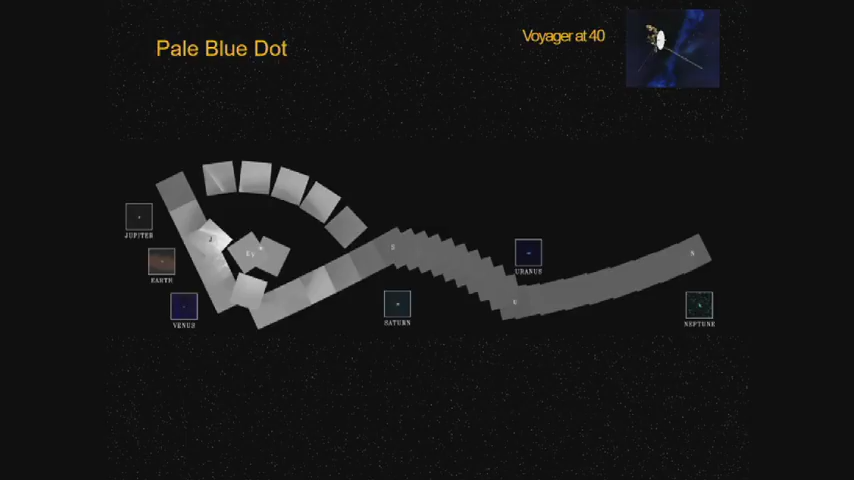 Pale Blue Dot
Voyager at 40
JUPITER
EARTH
VENUS
SATURN
URANUS
NEPTUNE
J
S
U
N